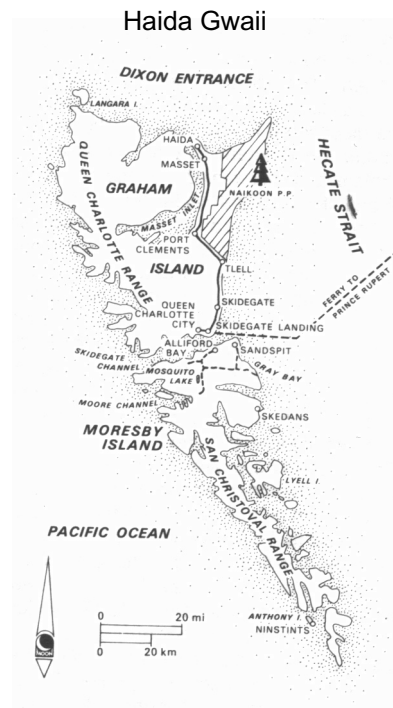 Haida Gwaii
DIXON ENTRANCE
LANGARA I.
HAIDA
MASSET
QUEEN CHARLOTTE RANGE
GRAHAM
ISLAND
MASSET INLET
NAIKOON P.P.
HECATE STRAIT
PORT
CLEMENTS
TLELL
FERRY TO
PRINCE RUPERT
SKIDEGATE
QUEEN
CHARLOTTE
CITY
SKIDEGATE LANDING
ALLIFORD
BAY
SANDSPIT
SKIDEGATE
CHANNEL
MOSQUITO
LAKE
GRAY BAY
MOORE CHANNEL
SKEDANS
MORESBY
ISLAND
SAN CHRISTOVAL RANGE
LYELL I.
PACIFIC OCEAN
NOON
0 20 mi
0 20 km
ANTHONY I.
NINSTINTS